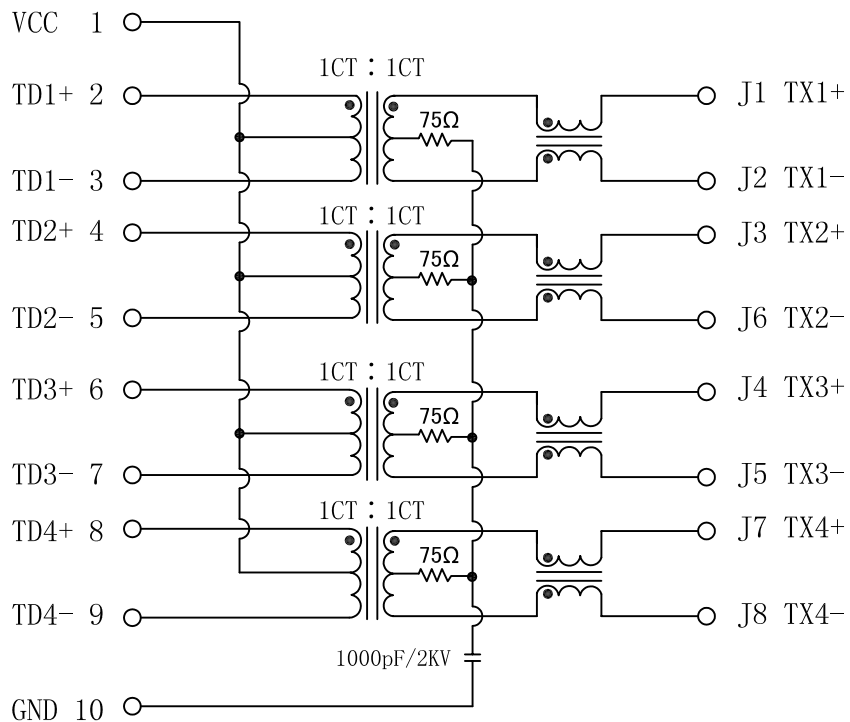 VCC 1
1CT：1CT
TD1+ 2
75Ω
J1 TX1+
TD1- 3
J2 TX1-
1CT：1CT
TD2+ 4
75Ω
J3 TX2+
TD2- 5
J6 TX2-
1CT：1CT
TD3+ 6
75Ω
J4 TX3+
TD3- 7
J5 TX3-
1CT：1CT
TD4+ 8
75Ω
J7 TX4+
TD4- 9
J8 TX4-
1000pF/2KV
GND 10